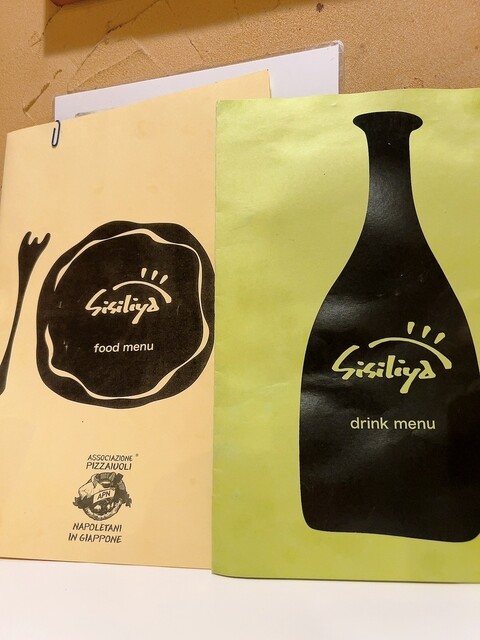 Sisiliya
food menu
ASSOCIAZIONE
PIZZAIUOLI
APN
NAPOLETANI
IN GIAPPONE
Sisiliya
drink menu